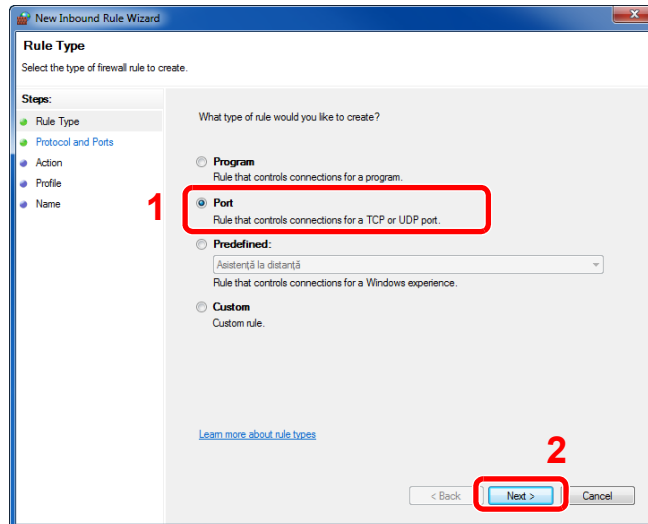 New Inbound Rule Wizard
Rule Type
Select the type of firewall rule to create.
Steps:
Rule Type
Protocol and Ports
Action
Profile
Name
What type of rule would you like to create?
Program
Rule that controls connections for a program.
1
Port
Rule that controls connections for a TCP or UDP port.
Predefined:
Asistență la distanță
Rule that controls connections for a Windows experience.
Custom
Custom rule.
Learn more about rule types
2
< Back
Next >
Cancel